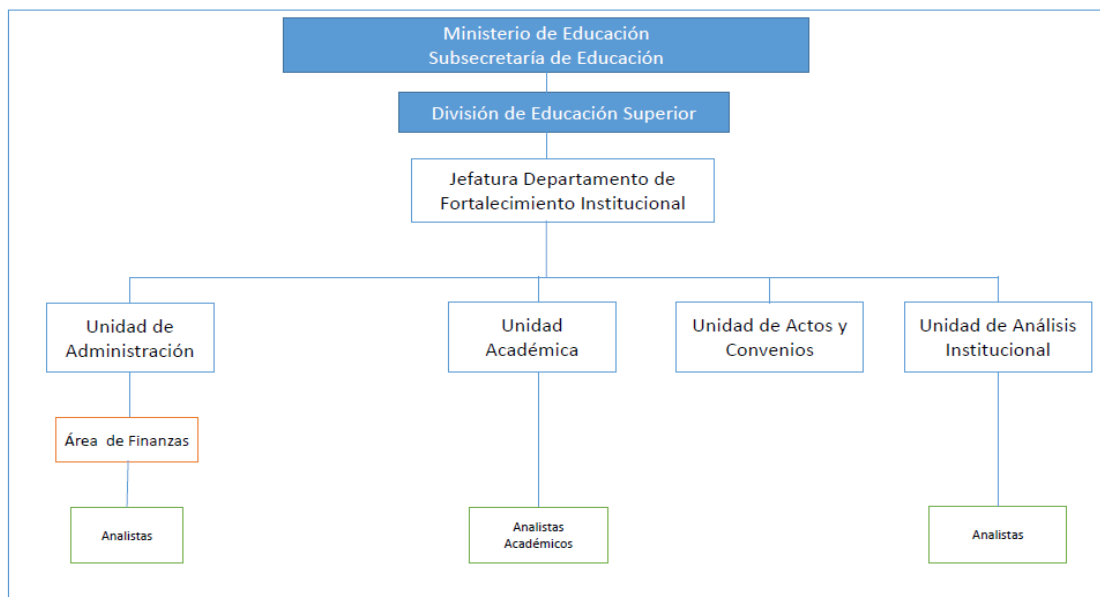 Ministerio de Educación
Subsecretaría de Educación
División de Educación Superior
Jefatura Departamento de
Fortalecimiento Institucional
Unidad de
Administración
Unidad
Académica
Unidad de Actos y
Convenios
Unidad de Análisis
Institucional
Área de Finanzas
Analistas
Analistas
Académicos
Analistas